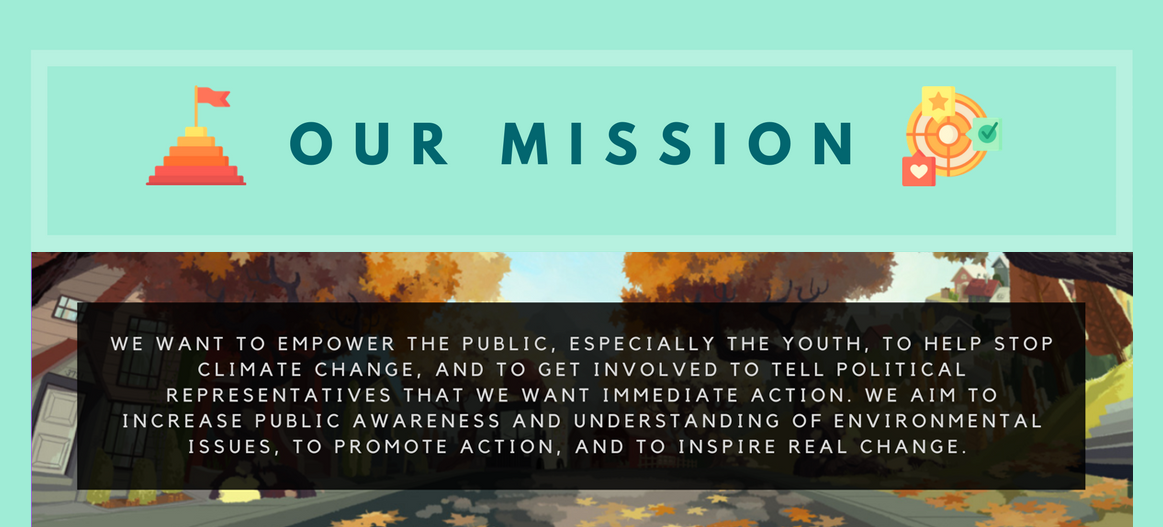 OUR MISSION
WE WANT TO EMPOWER THE PUBLIC, ESPECIALLY THE YOUTH, TO HELP STOP
CLIMATE CHANGE, AND TO GET INVOLVED TO TELL POLITICAL
REPRESENTATIVES THAT WE WANT IMMEDIATE ACTION. WE AIM TO
INCREASE PUBLIC AWARENESS AND UNDERSTANDING OF ENVIRONMENTAL
ISSUES, TO PROMOTE ACTION, AND TO INSPIRE REAL CHANGE.